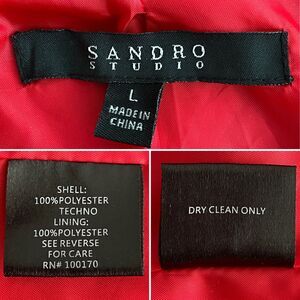 SANDRO
STUDIO
L
MADE IN
CHINA
SHELL:
100%POLYESTER
TECHNO
LINING:
100%POLYESTER
SEE REVERSE
FOR CARE
RN# 100170
DRY CLEAN ONLY